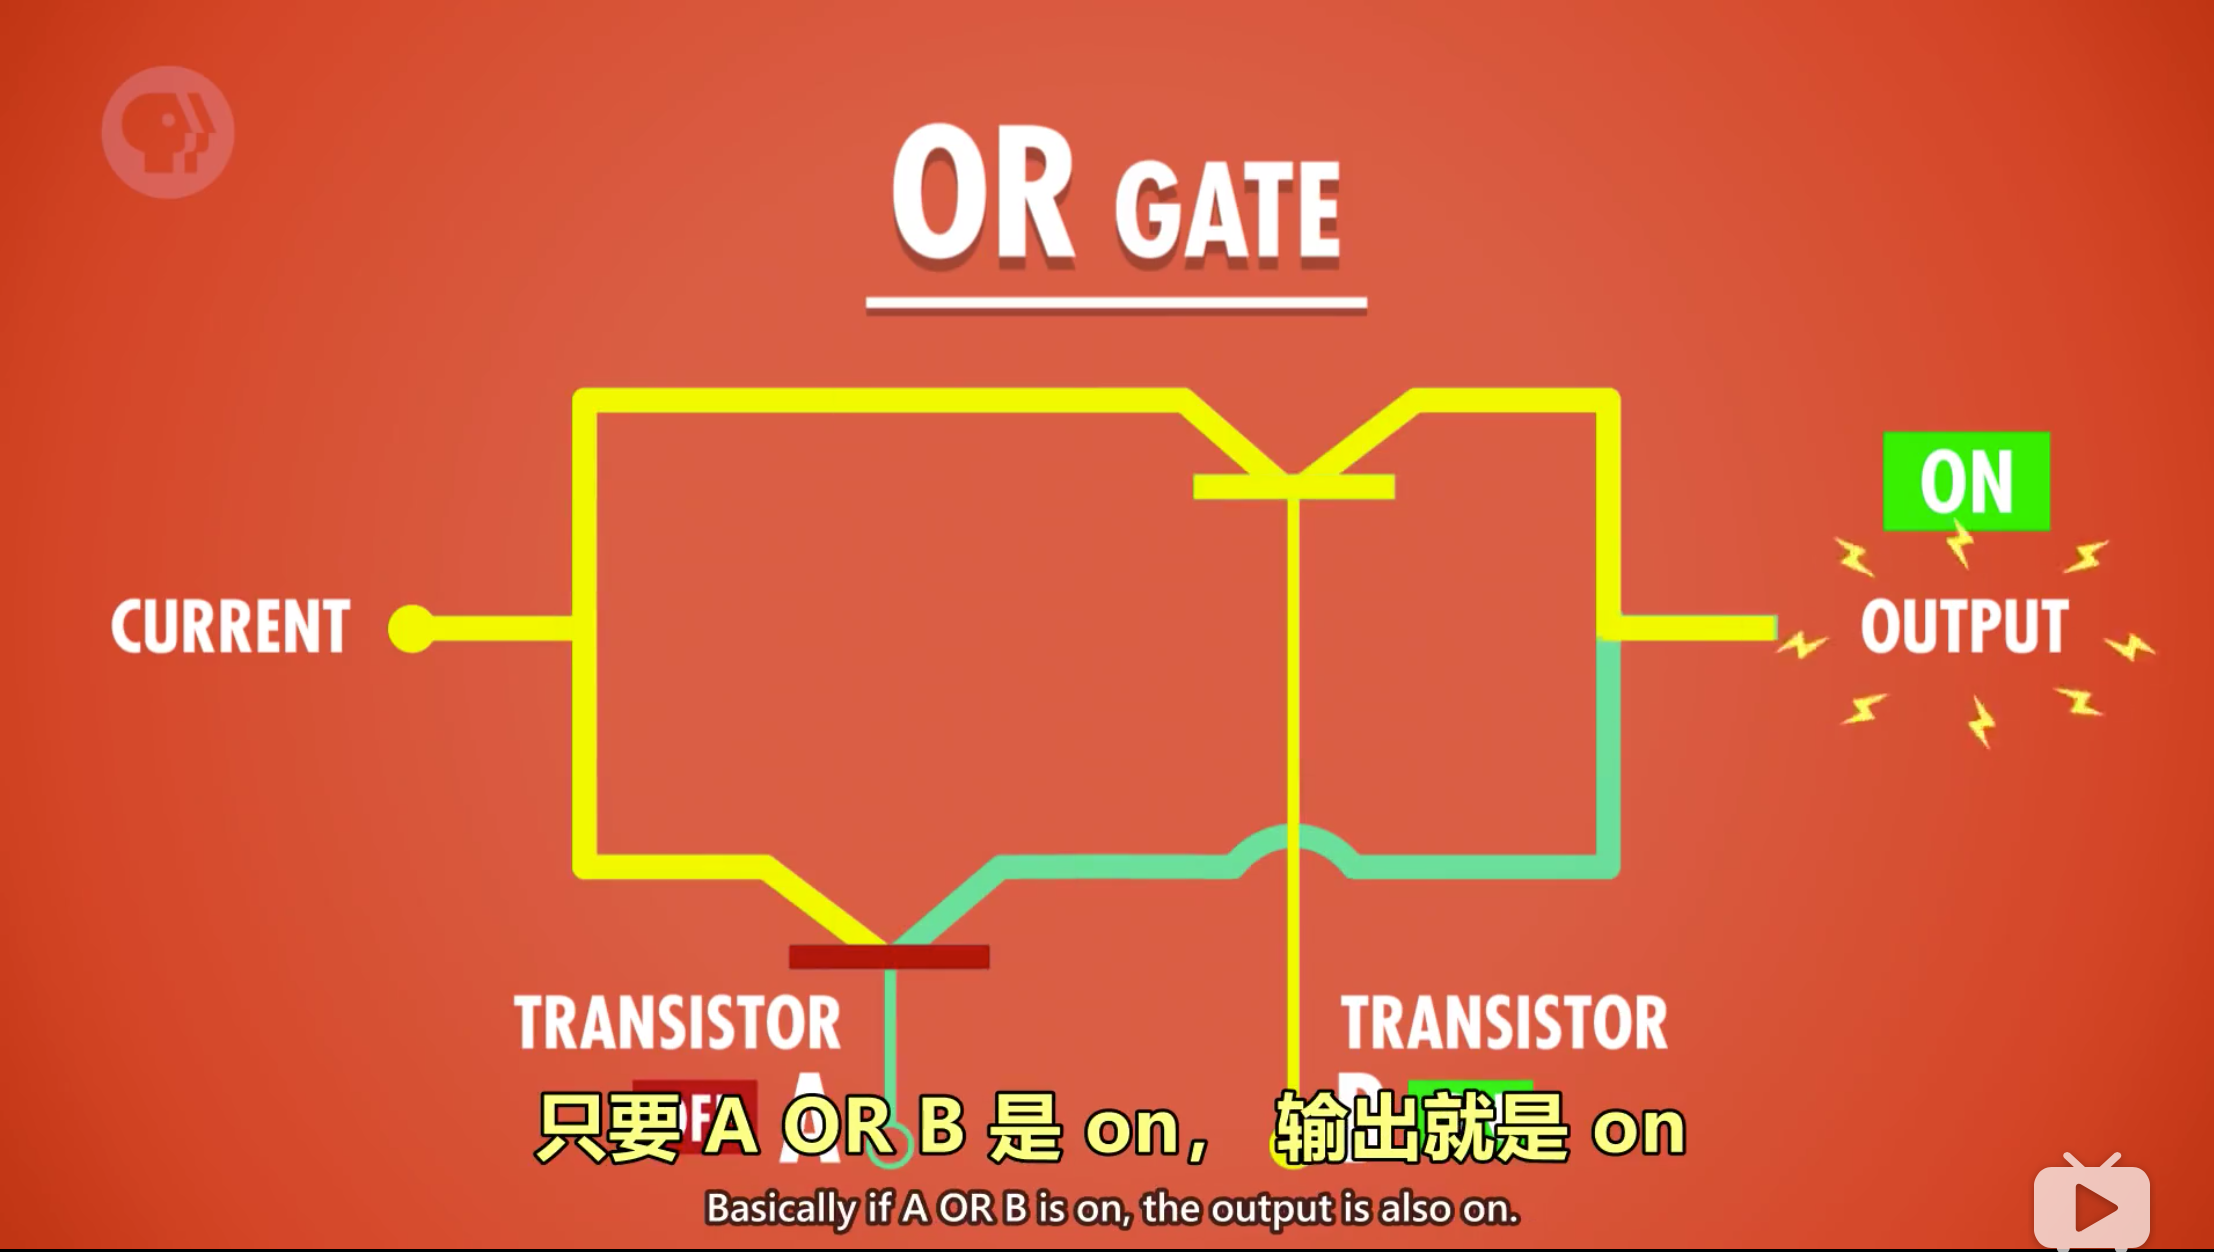 OR GATE
ON
CURRENT
OUTPUT
TRANSISTOR
A
TRANSISTOR
只要 A OR B 是 on， 输出就是 on
Basically if A OR B is on, the output is also on.